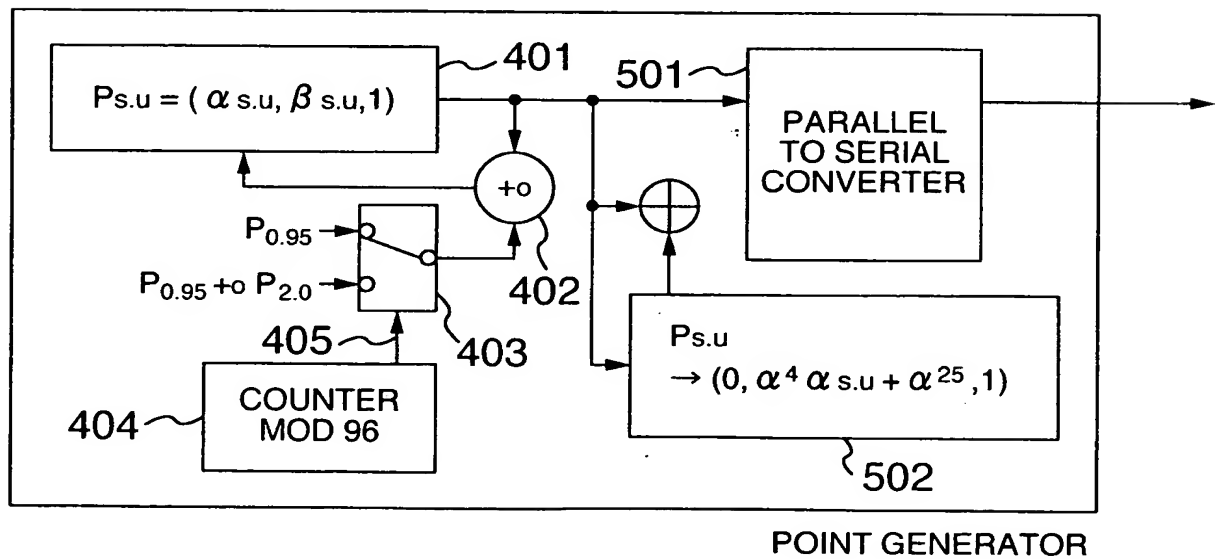 401
Ps.u = ( α s.u, β s.u,1)
501
PARALLEL
TO SERIAL
CONVERTER
+o
P0.95
P0.95 +o P2.0
402
403
405
404
COUNTER
MOD 96
Ps.u
→ (0, α⁴ α s.u + α²⁵ ,1)
502
POINT GENERATOR